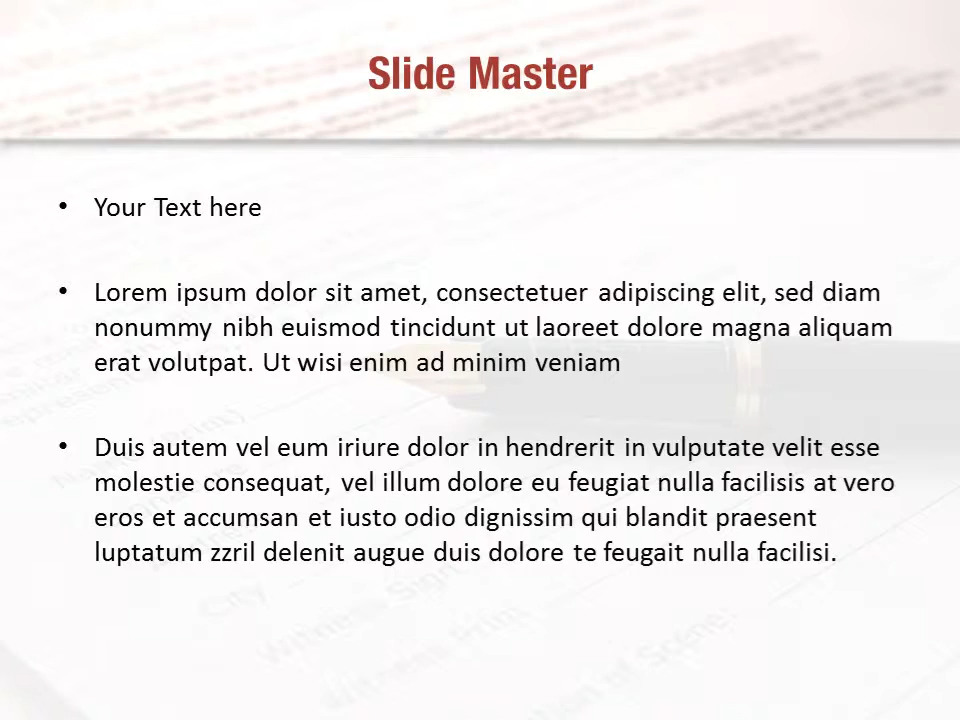 Slide Master
• Your Text here
• Lorem ipsum dolor sit amet, consectetuer adipiscing elit, sed diam
nonummy nibh euismod tincidunt ut laoreet dolore magna aliquam
erat volutpat. Ut wisi enim ad minim veniam
• Duis autem vel eum iriure dolor in hendrerit in vulputate velit esse
molestie consequat, vel illum dolore eu feugiat nulla facilisis at vero
eros et accumsan et iusto odio dignissim qui blandit praesent
luptatum zzril delenit augue duis dolore te feugait nulla facilisi.
City